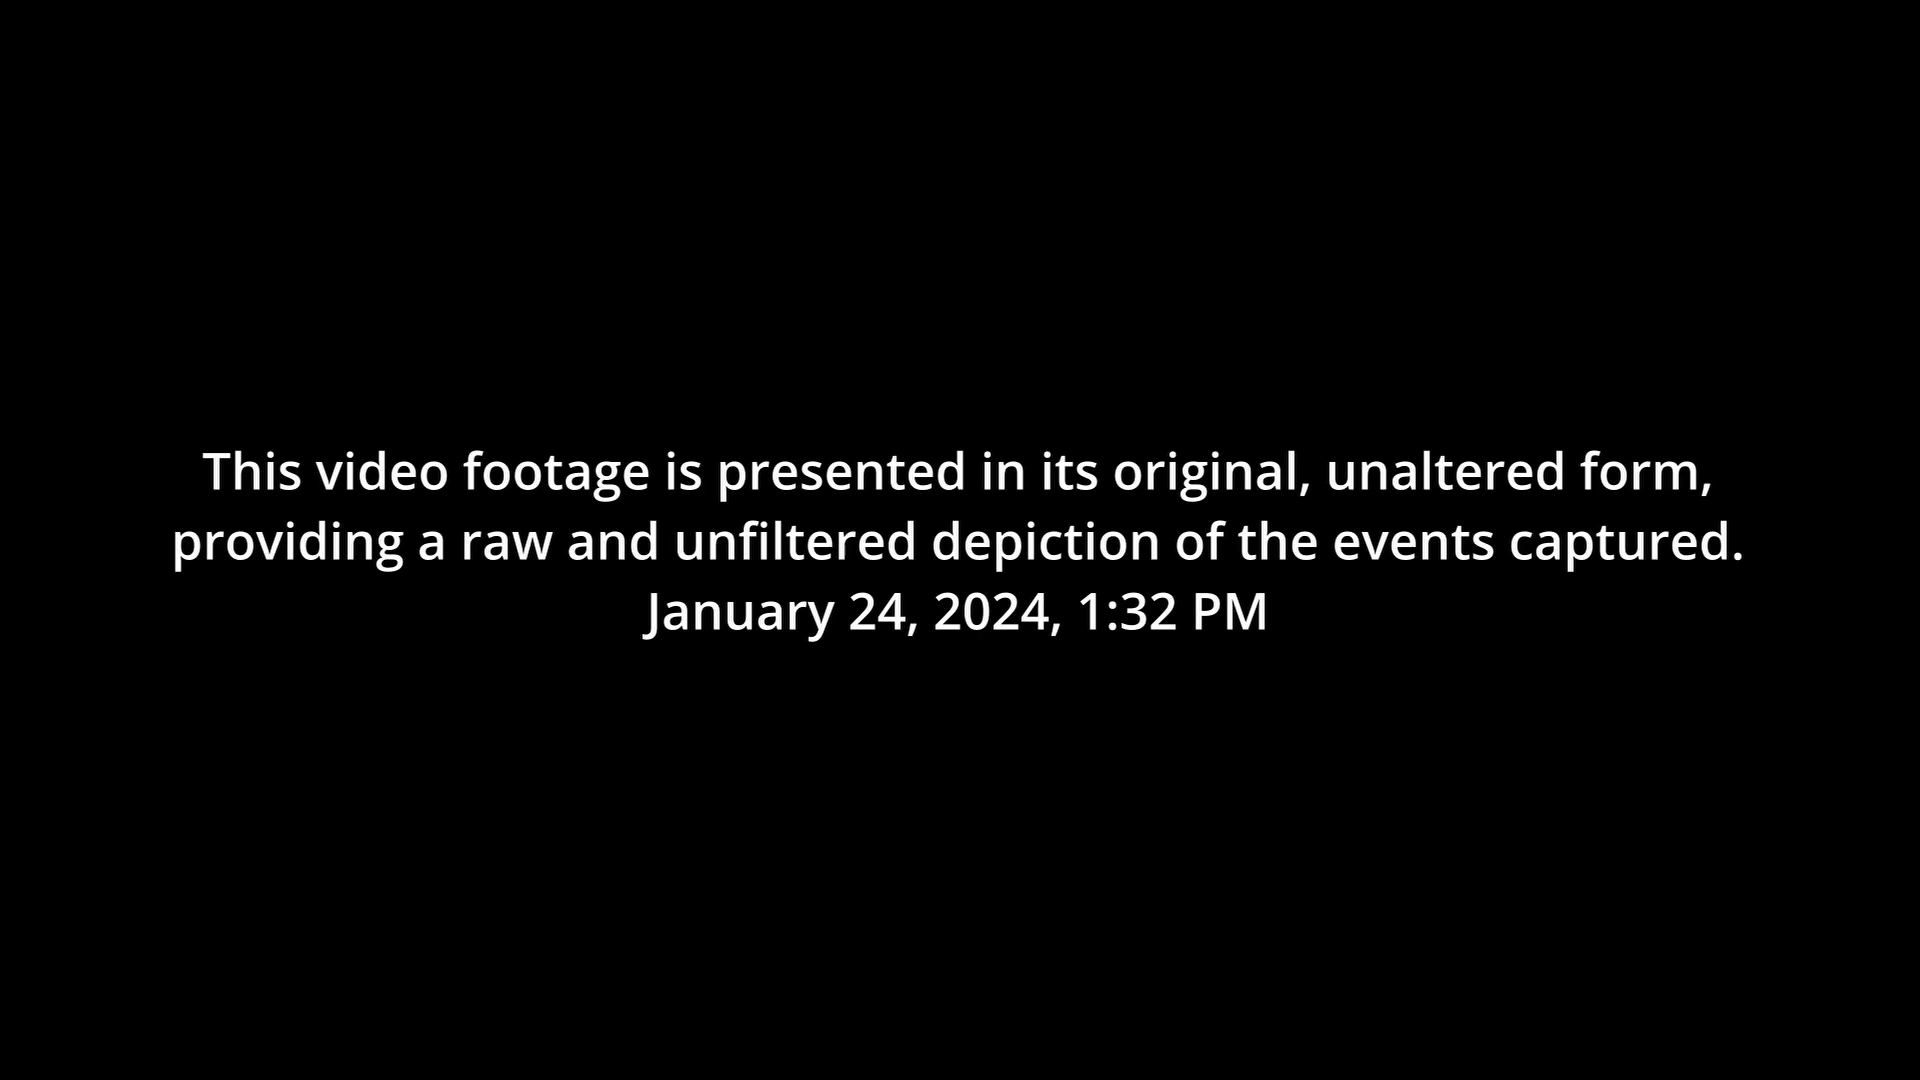 This video footage is presented in its original, unaltered form,
providing a raw and unfiltered depiction of the events captured.
January 24, 2024, 1:32 PM